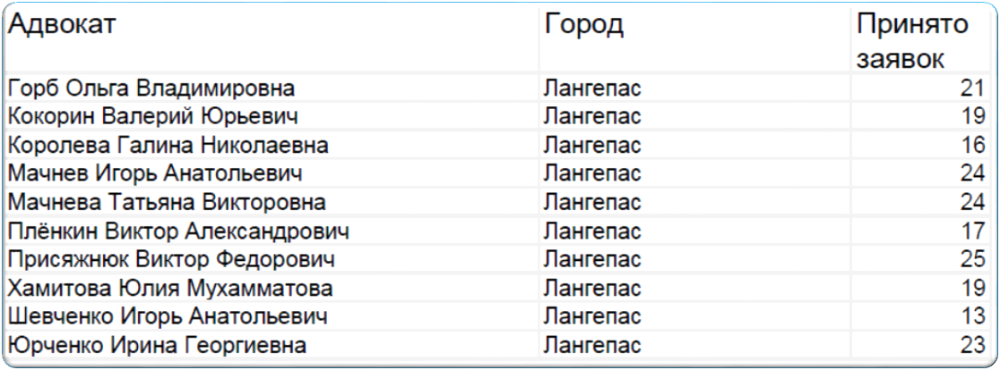 Адвокат Город Принято
заявок
Горб Ольга Владимировна Лангепас 21
Кокорин Валерий Юрьевич Лангепас 19
Королева Галина Николаевна Лангепас 16
Мачнев Игорь Анатольевич Лангепас 24
Мачнева Татьяна Викторовна Лангепас 24
Плёнкин Виктор Александрович Лангепас 17
Присяжнюк Виктор Федорович Лангепас 25
Хамитова Юлия Мухамматова Лангепас 19
Шевченко Игорь Анатольевич Лангепас 13
Юрченко Ирина Георгиевна Лангепас 23